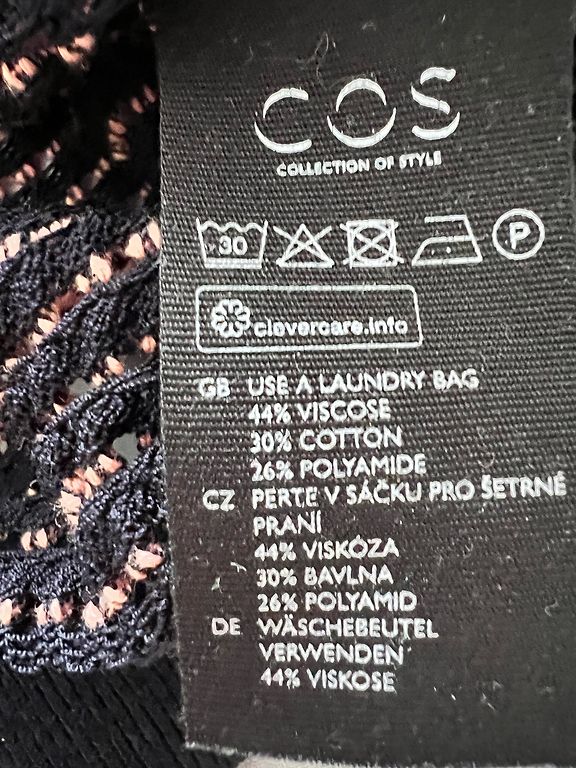 COS
COLLECTION OF STYLE
30 P
clevercare.info
GB USE A LAUNDRY BAG
44% VISCOSE
30% COTTON
26% POLYAMIDE
CZ PERTE V SÁČKU PRO ŠETRNÉ
PRANÍ
44% VISKÓZA
30% BAVLNA
26% POLYAMID
DE WÄSCHEBEUTEL
VERWENDEN
44% VISKOSE